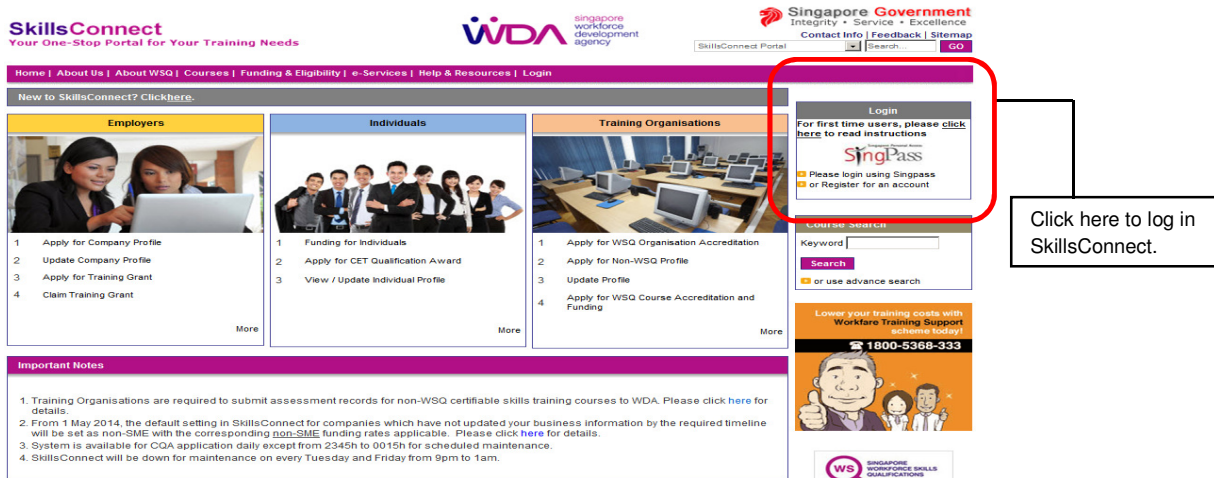 SkillsConnect
Your One-Stop Portal for Your Training Needs
WDA
singapore
workforce
development
agency
Singapore Government
Integrity • Service • Excellence
Contact Info | Feedback | Sitemap
SkillsConnect Portal
Search...
GO
Home | About Us | About WSQ | Courses | Funding & Eligibility | e-Services | Help & Resources | Login
New to SkillsConnect? Clickhere.
Employers
1 Apply for Company Profile
2 Update Company Profile
3 Apply for Training Grant
4 Claim Training Grant
More
Individuals
1 Funding for Individuals
2 Apply for CET Qualification Award
3 View / Update Individual Profile
More
Training Organisations
1 Apply for WSQ Organisation Accreditation
2 Apply for Non-WSQ Profile
3 Update Profile
4 Apply for WSQ Course Accreditation and
Funding
More
Login
For first time users, please click
here to read instructions
Singapore Personal Access
SingPass
Please login using Singpass
or Register for an account
Click here to log in
SkillsConnect.
Course Search
Keyword
Search
or use advance search
Lower your training costs with
Workfare Training Support
scheme today!
1800-5368-333
Important Notes
1. Training Organisations are required to submit assessment records for non-WSQ certifiable skills training courses to WDA. Please click here for
details.
2. From 1 May 2014, the default setting in SkillsConnect for companies which have not updated your business information by the required timeline
will be set as non-SME with the corresponding non-SME funding rates applicable. Please click here for details.
3. System is available for CQA application daily except from 2345h to 0015h for scheduled maintenance.
4. SkillsConnect will be down for maintenance on every Tuesday and Friday from 9pm to 1am.
WS
SINGAPORE
WORKFORCE SKILLS
QUALIFICATIONS